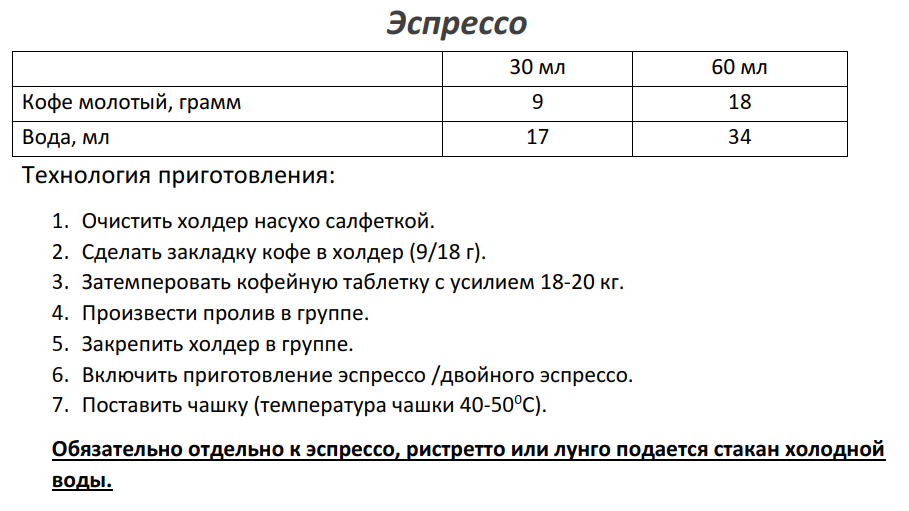 Эспрессо
30 мл 60 мл
Кофе молотый, грамм 9 18
Вода, мл 17 34
Технология приготовления:
1. Очистить холдер насухо салфеткой.
2. Сделать закладку кофе в холдер (9/18 г).
3. Затемперовать кофейную таблетку с усилием 18-20 кг.
4. Произвести пролив в группе.
5. Закрепить холдер в группе.
6. Включить приготовление эспрессо /двойного эспрессо.
7. Поставить чашку (температура чашки 40-50⁰С).
Обязательно отдельно к эспрессо, ристретто или лунго подается стакан холодной
воды.